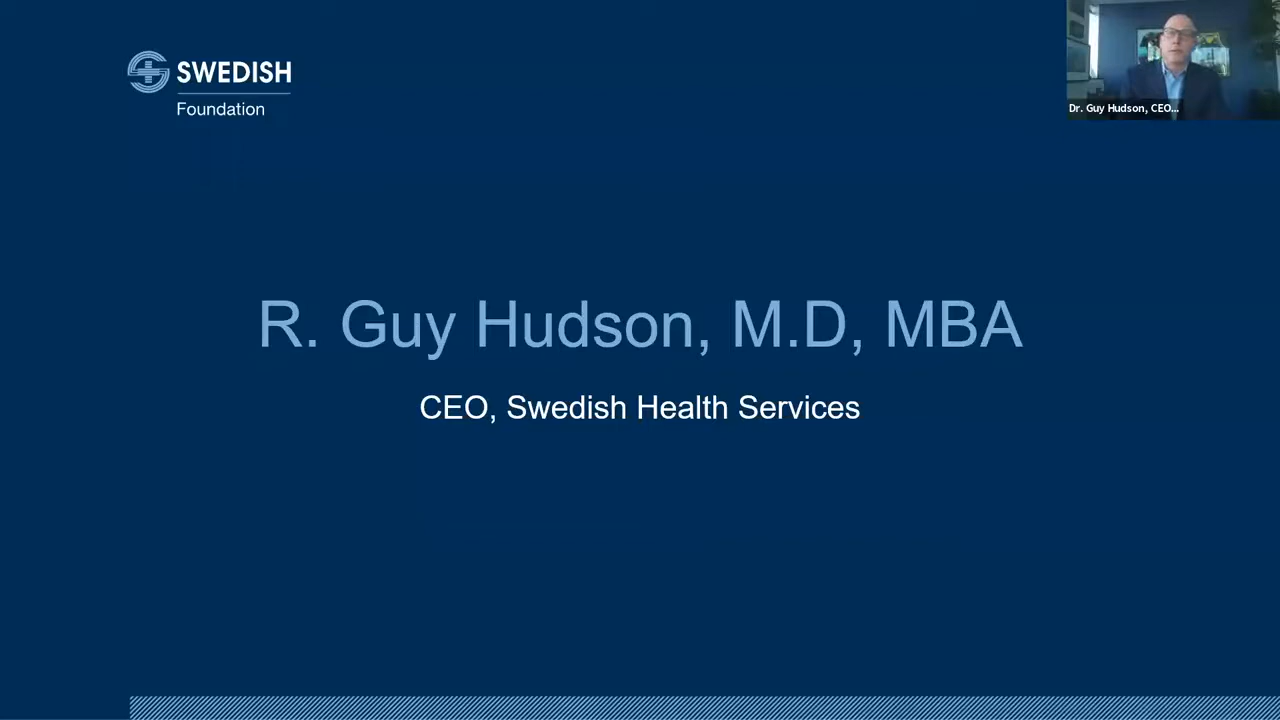 SWEDISH
Foundation
Dr. Guy Hudson, CEO...
R. Guy Hudson, M.D, MBA
CEO, Swedish Health Services